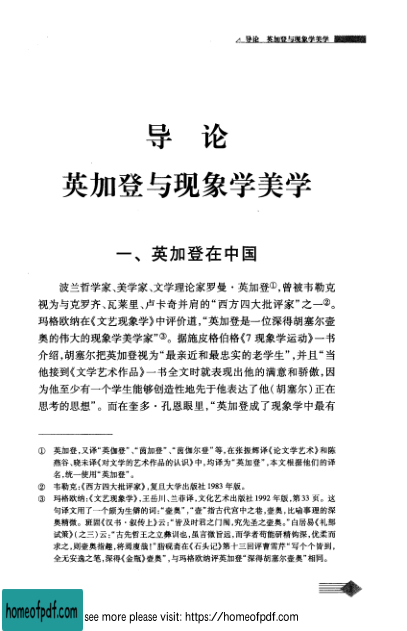 导论 英加登与现象学美学
导 论
英加登与现象学美学
一、英加登在中国
波兰哲学家、美学家、文学理论家罗曼·英加登①,曾被韦勒克
视为与克罗齐、瓦莱里、卢卡奇并肩的“西方四大批评家”之一②。
玛格欧纳在《文艺现象学》中评价道,“英加登是一位深得胡塞尔壸
奥的伟大的现象学美学家”③。据施皮格伯格《7现象学运动》一书
介绍,胡塞尔把英加登视为“最亲近和最忠实的老学生”,并且“当
他接到《文学艺术作品》一书全文时就表现出他的满意和骄傲,因
为他至少有一个学生能够创造性地先于他表达了他(胡塞尔)正在
思考的思想”。而在奎多·孔恩眼里,“英加登成了现象学中最有
① 英加登,又译“英伽登”、“茵加登”、“茵伽尔登”等,在张振辉译《论文学艺术》和陈
燕谷、晓未译《对文学的艺术作品的认识》中,均译为“英加登”,本文根据他们的译
名,统一使用“英加登”。
② 韦勒克:《西方四大批评家》,复旦大学出版社1983年版。
③ 玛格欧纳:《文艺现象学》,王岳川、兰菲译,文化艺术出版社1992年版,第33页。这
句译文用了一个颇为生僻的词:“壸奥”,“壸”指古代宫中之巷,壸奥,比喻事理的深
奥精微。班固《汉书·叙传上》云:“皆及时君之门闱,究先圣之壸奥。”白居易《礼部
试策》(之三)云:“古先哲王之立彝训也,虽言微旨远,而学者苟能研精钩深,优柔而
求之,则壸奥指趣,将焉廋哉!”脂砚斋在《石头记》第十三回评曹雪芹“写个个皆到,
全无安逸之笔,深得《金瓶》壸奥”,与玛格欧纳评英加登“深得胡塞尔壸奥”相同。
homeofpdf.com
see more please visit: https://homeofpdf.com